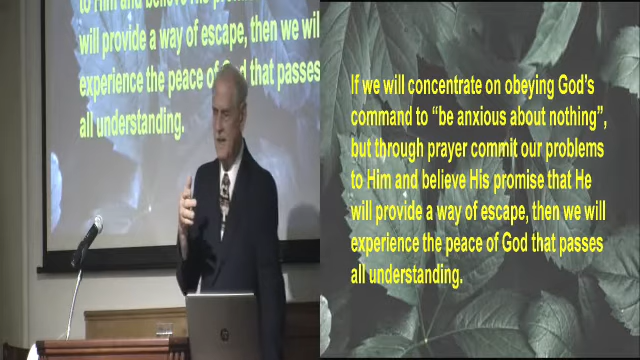 to Him and believe His promise that He
will provide a way of escape, then we will
experience the peace of God that passes
all understanding.
If we will concentrate on obeying God's
command to “be anxious about nothing”,
but through prayer commit our problems
to Him and believe His promise that He
will provide a way of escape, then we will
experience the peace of God that passes
all understanding.
hp